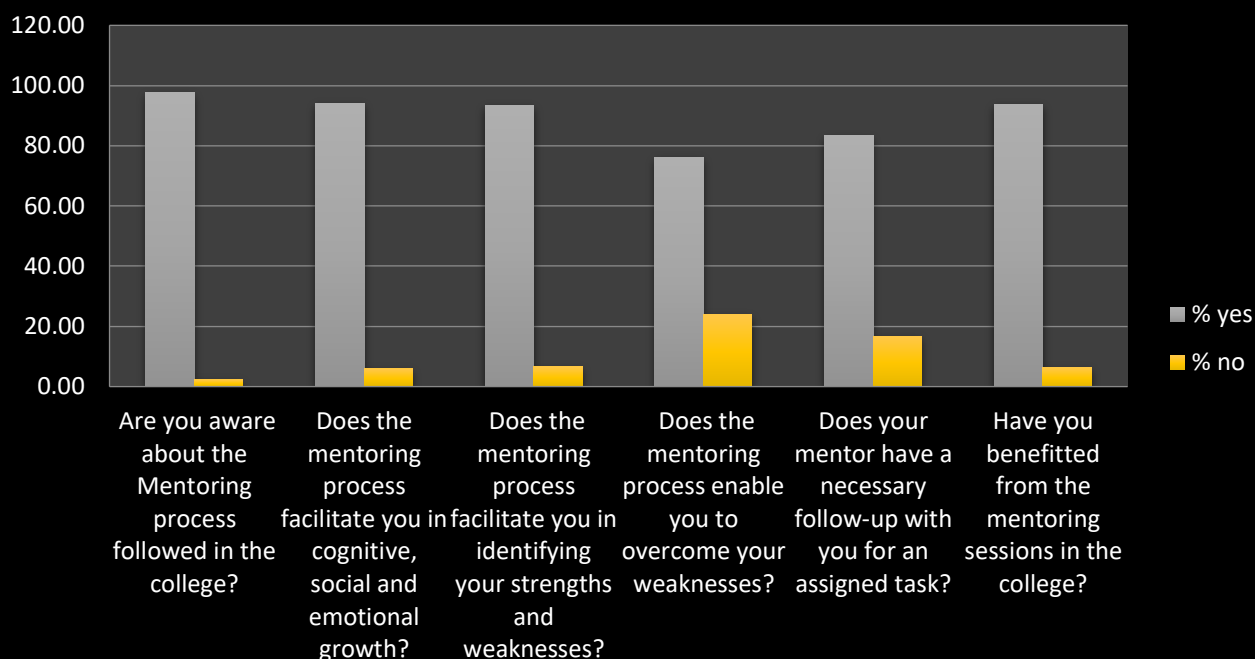 120.00
100.00
80.00
60.00
40.00
20.00
0.00
Are you aware
about the
Mentoring
process
followed in the
college?
Does the
mentoring
process
facilitate you in
cognitive,
social and
emotional
growth?
Does the
mentoring
process
facilitate you in
identifying
your strengths
and
weaknesses?
Does the
mentoring
process enable
you to
overcome your
weaknesses?
Does your
mentor have a
necessary
follow-up with
you for an
assigned task?
Have you
benefitted
from the
mentoring
sessions in the
college?
% yes
% no